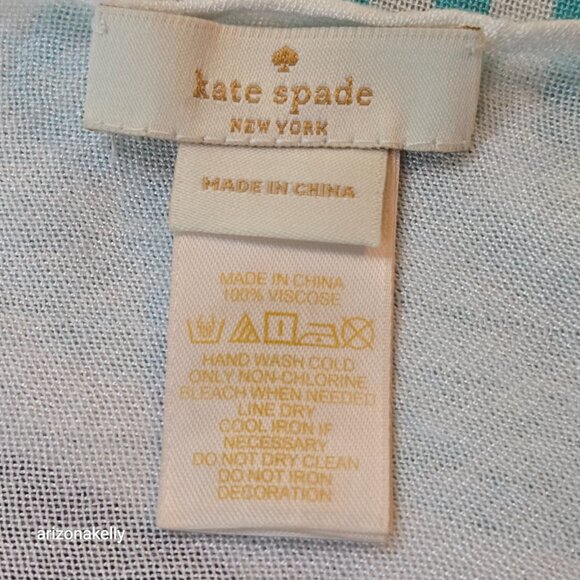 kate spade
NEW YORK
MADE IN CHINA
MADE IN CHINA
100% VISCOSE
HAND WASH COLD
ONLY NON-CHLORINE
BLEACH WHEN NEEDED
LINE DRY
COOL IRON IF
NECESSARY
DO NOT DRY CLEAN
DO NOT IRON
DECORATION
arizonakelly